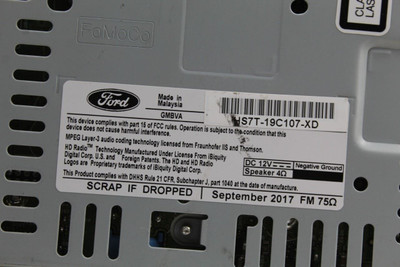 FoMoCo
CLA
LAS
Ford
Made in
Malaysia
GMBVA
HS7T-19C107-XD
This device complies with part 15 of FCC rules. Operation is subject to the condition that this
device does not cause harmful interference.
MPEG Layer-3 audio coding technology licensed from Fraunhofer IIS and Thomson.
HD Radio Technology Manufactured Under License From iBiquity
Digital Corp. U.S. and Foreign Patents. The HD and HD Radio
Logos are Proprietary trademarks of iBiquity Digital Corp.
DC 12V
Negative Ground
Speaker 4Ω
This Product complies with DHHS Rule 21 CFR, Subchapter J, part 1040 at the date of manufacture.
SCRAP IF DROPPED
September 2017 FM 75Ω